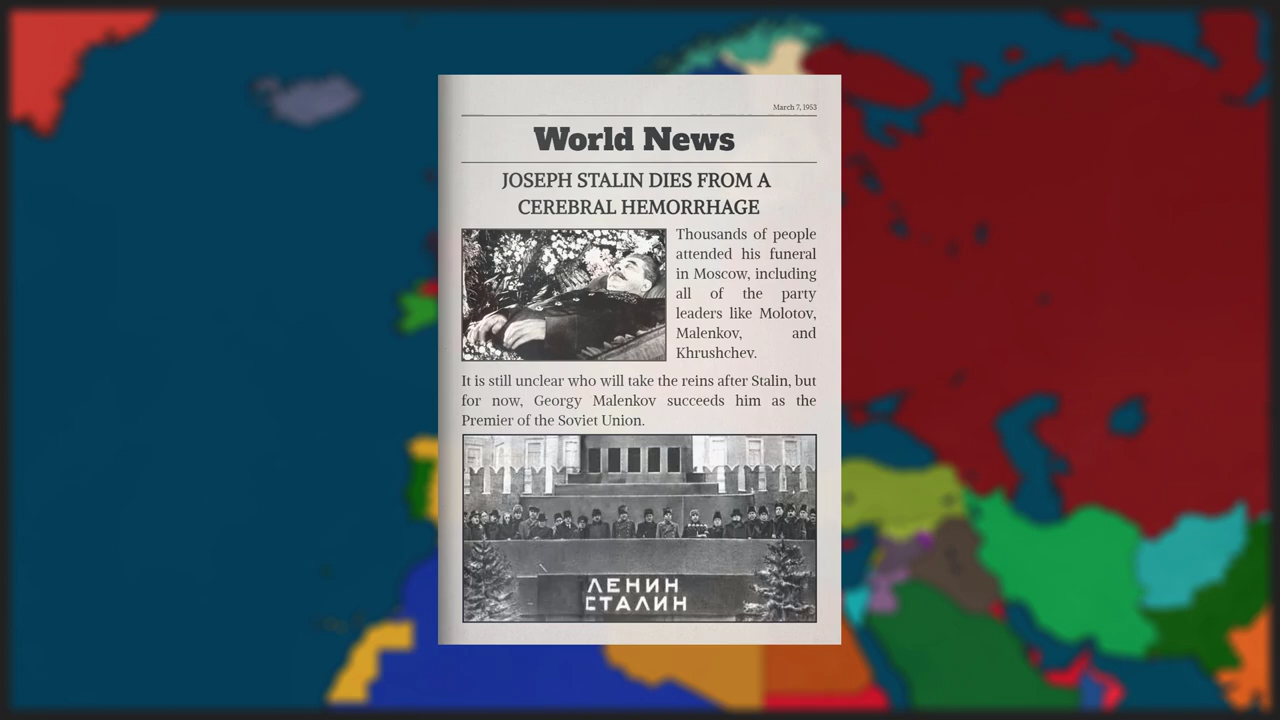 March 7, 1953
World News
JOSEPH STALIN DIES FROM A
CEREBRAL HEMORRHAGE
Thousands of people
attended his funeral
in Moscow, including
all of the party
leaders like Molotov,
Malenkov, and
Khrushchev.
It is still unclear who will take the reins after Stalin, but
for now, Georgy Malenkov succeeds him as the
Premier of the Soviet Union.
ЛЕНИН
СТАЛИН